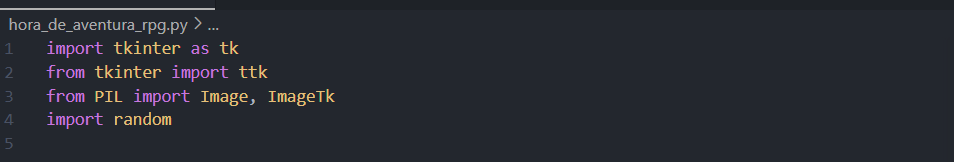 hora_de_aventura_rpg.py > ...
1 import tkinter as tk
2 from tkinter import ttk
3 from PIL import Image, ImageTk
4 import random
5